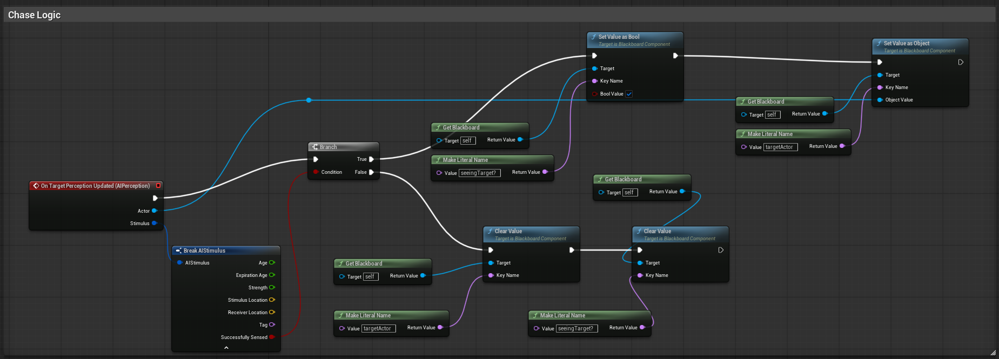 Chase Logic
On Target Perception Updated (AIPerception)
Actor
Stimulus
Break AIStimulus
AIStimulus
Age
Expiration Age
Strength
Stimulus Location
Receiver Location
Tag
Successfully Sensed
Branch
True
Condition
False
Get Blackboard
Target self
Return Value
Make Literal Name
Value seeingTarget?
Return Value
Set Value as Bool
Target is Blackboard Component
Target
Key Name
Bool Value
Get Blackboard
Target self
Return Value
Make Literal Name
Value targetActor
Return Value
Set Value as Object
Target is Blackboard Component
Target
Key Name
Object Value
Get Blackboard
Target self
Return Value
Make Literal Name
Value targetActor
Return Value
Clear Value
Target is Blackboard Component
Target
Key Name
Get Blackboard
Target self
Return Value
Make Literal Name
Value seeingTarget?
Return Value
Clear Value
Target is Blackboard Component
Target
Key Name